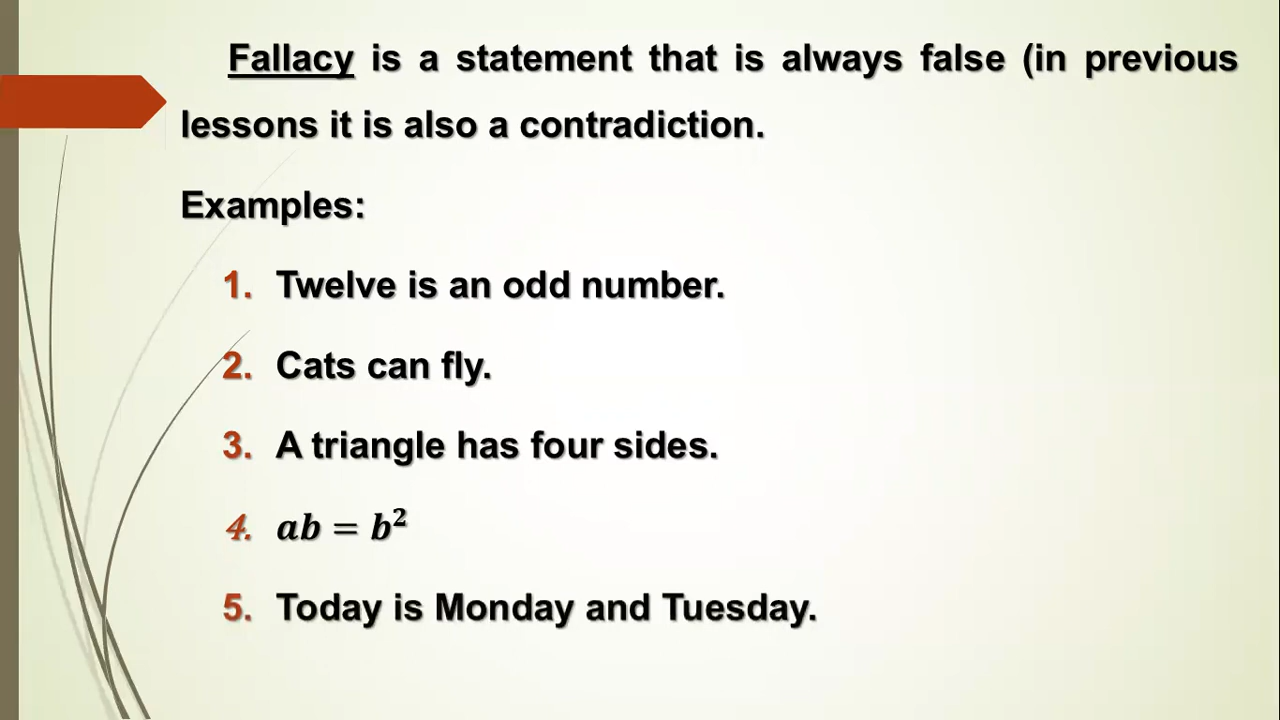 Fallacy is a statement that is always false (in previous
lessons it is also a contradiction.
Examples:
1. Twelve is an odd number.
2. Cats can fly.
3. A triangle has four sides.
4. ab = b²
5. Today is Monday and Tuesday.